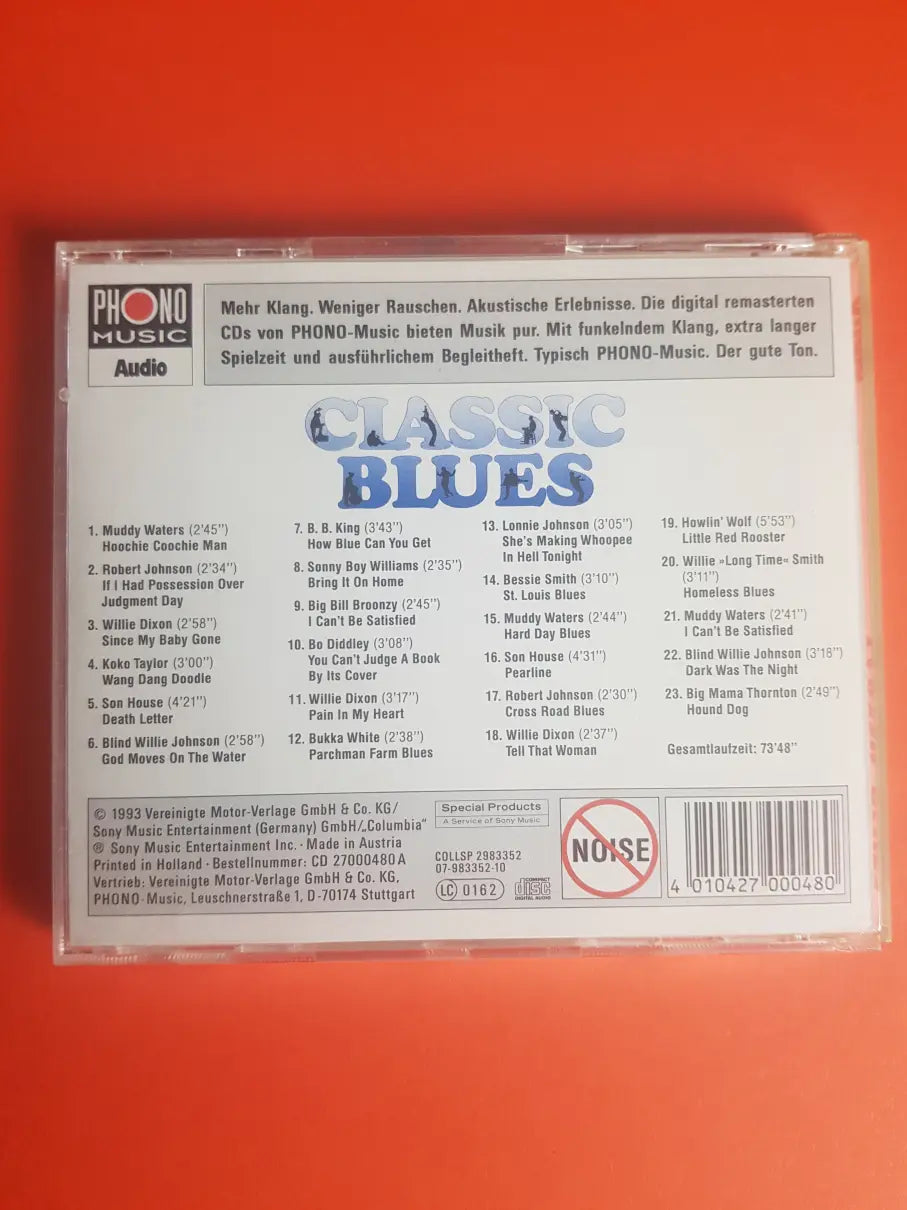 PHONO
MUSIC
Audio
Mehr Klang. Weniger Rauschen. Akustische Erlebnisse. Die digital remasterten
CDs von PHONO-Music bieten Musik pur. Mit funkelndem Klang, extra langer
Spielzeit und ausführlichem Begleitheft. Typisch PHONO-Music. Der gute Ton.
CLASSIC
BLUES
1. Muddy Waters (2'45")
Hoochie Coochie Man
2. Robert Johnson (2'34")
If I Had Possession Over
Judgment Day
3. Willie Dixon (2'58")
Since My Baby Gone
4. Koko Taylor (3'00")
Wang Dang Doodle
5. Son House (4'21")
Death Letter
6. Blind Willie Johnson (2'58")
God Moves On The Water
7. B. B. King (3'43")
How Blue Can You Get
8. Sonny Boy Williams (2'35")
Bring It On Home
9. Big Bill Broonzy (2'45")
I Can't Be Satisfied
10. Bo Diddley (3'08")
You Can't Judge A Book
By Its Cover
11. Willie Dixon (3'17")
Pain In My Heart
12. Bukka White (2'38")
Parchman Farm Blues
13. Lonnie Johnson (3'05")
She's Making Whoopee
In Hell Tonight
14. Bessie Smith (3'10")
St. Louis Blues
15. Muddy Waters (2'44")
Hard Day Blues
16. Son House (4'31")
Pearline
17. Robert Johnson (2'30")
Cross Road Blues
18. Willie Dixon (2'37")
Tell That Woman
19. Howlin' Wolf (5'53")
Little Red Rooster
20. Willie »Long Time« Smith
(3'11")
Homeless Blues
21. Muddy Waters (2'41")
I Can't Be Satisfied
22. Blind Willie Johnson (3'18")
Dark Was The Night
23. Big Mama Thornton (2'49")
Hound Dog
Gesamtlaufzeit: 73'48"
© 1993 Vereinigte Motor-Verlage GmbH & Co. KG/
Sony Music Entertainment (Germany) GmbH/„Columbia“
℗ Sony Music Entertainment Inc. · Made in Austria
Printed in Holland · Bestellnummer: CD 27000480 A
Vertrieb: Vereinigte Motor-Verlage GmbH & Co. KG,
PHONO-Music, Leuschnerstraße 1, D-70174 Stuttgart
Special Products
A Service of Sony Music
COLLSP 2983352
07-983352-10
LC 0162
COMPACT
disc
DIGITAL AUDIO
NOISE
4 010427 000480